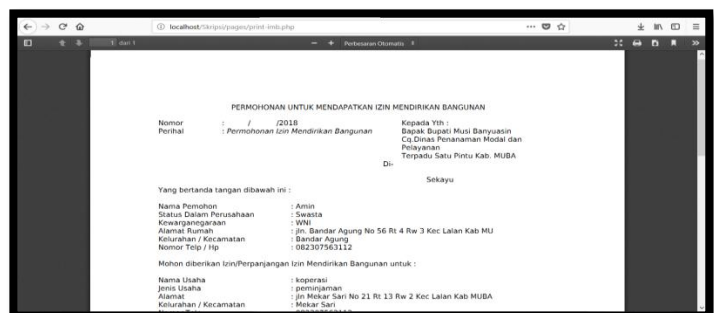 localhost/Skripsi/pages/print-imb.php
1 dari 1
Perbesaran Otomatis
PERMOHONAN UNTUK MENDAPATKAN IZIN MENDIRIKAN BANGUNAN
Nomor : / /2018
Perihal : Permohonan Izin Mendirikan Bangunan
Kepada Yth :
Bapak Bupati Musi Banyuasin
Cq.Dinas Penanaman Modal dan
Pelayanan
Terpadu Satu Pintu Kab. MUBA
Di-
Sekayu
Yang bertanda tangan dibawah ini :
Nama Pemohon : Amin
Status Dalam Perusahaan : Swasta
Kewarganegaraan : WNI
Alamat Rumah : jln. Bandar Agung No 56 Rt 4 Rw 3 Kec Lalan Kab MU
Kelurahan / Kecamatan : Bandar Agung
Nomor Telp / Hp : 082307563112
Mohon diberikan Izin/Perpanjangan Izin Mendirikan Bangunan untuk :
Nama Usaha : koperasi
Jenis Usaha : peminjaman
Alamat : jln Mekar Sari No 21 Rt 13 Rw 2 Kec Lalan Kab MUBA
Kelurahan / Kecamatan : Mekar Sari